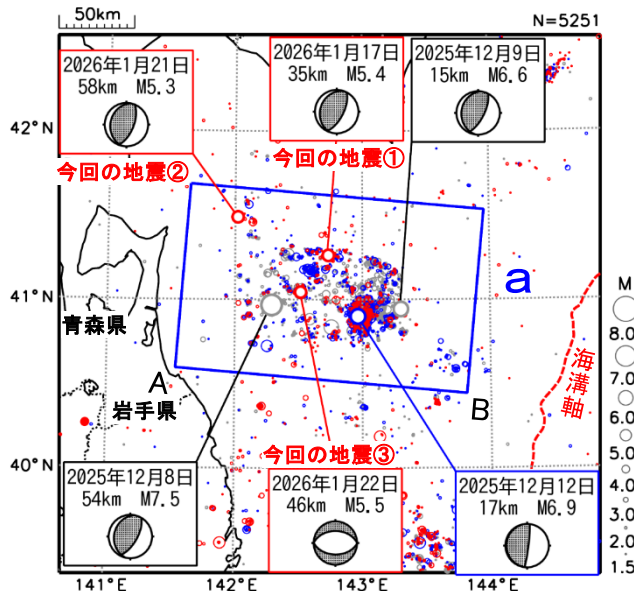 50km
N=5251
2026年1月21日
58km M5.3
2026年1月17日
35km M5.4
2025年12月9日
15km M6.6
42°N
今回の地震②
今回の地震①
a
41°N
青森県
A
岩手県
B
海溝軸
M
8.0
7.0
6.0
5.0
4.0
3.0
2.0
1.5
40°N
今回の地震③
2025年12月8日
54km M7.5
2026年1月22日
46km M5.5
2025年12月12日
17km M6.9
141°E
142°E
143°E
144°E